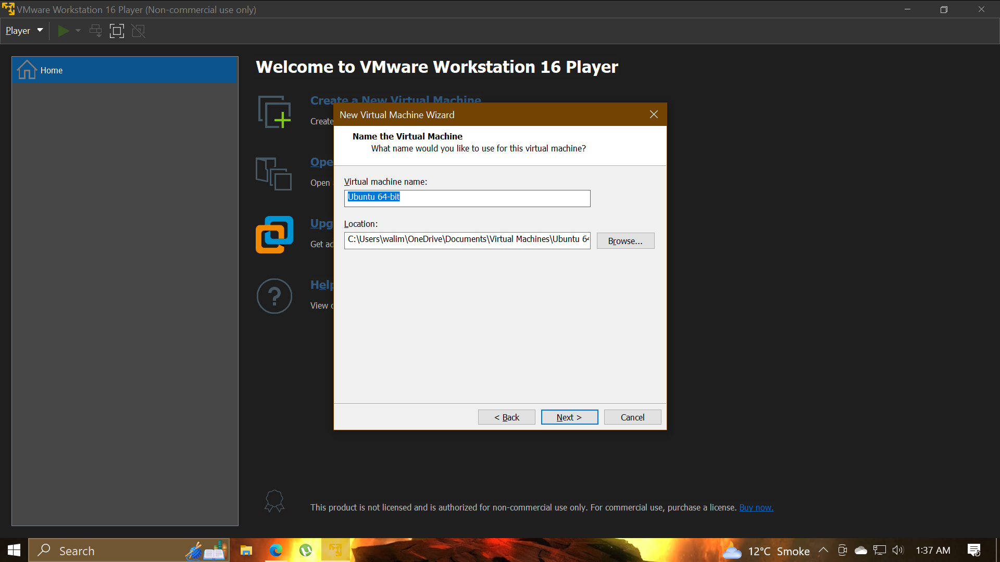 VMware Workstation 16 Player (Non-commercial use only)
Player
Home
Welcome to VMware Workstation 16 Player
Create a New Virtual Machine
Create
New Virtual Machine Wizard
Name the Virtual Machine
What name would you like to use for this virtual machine?
Ope
Open
Virtual machine name:
Ubuntu 64-bit
Upg
Get ad
Location:
C:\Users\walim\OneDrive\Documents\Virtual Machines\Ubuntu 64
Browse...
Help
View
< Back
Next >
Cancel
This product is not licensed and is authorized for non-commercial use only. For commercial use, purchase a license. Buy now.
Search
12°C Smoke
1:37 AM